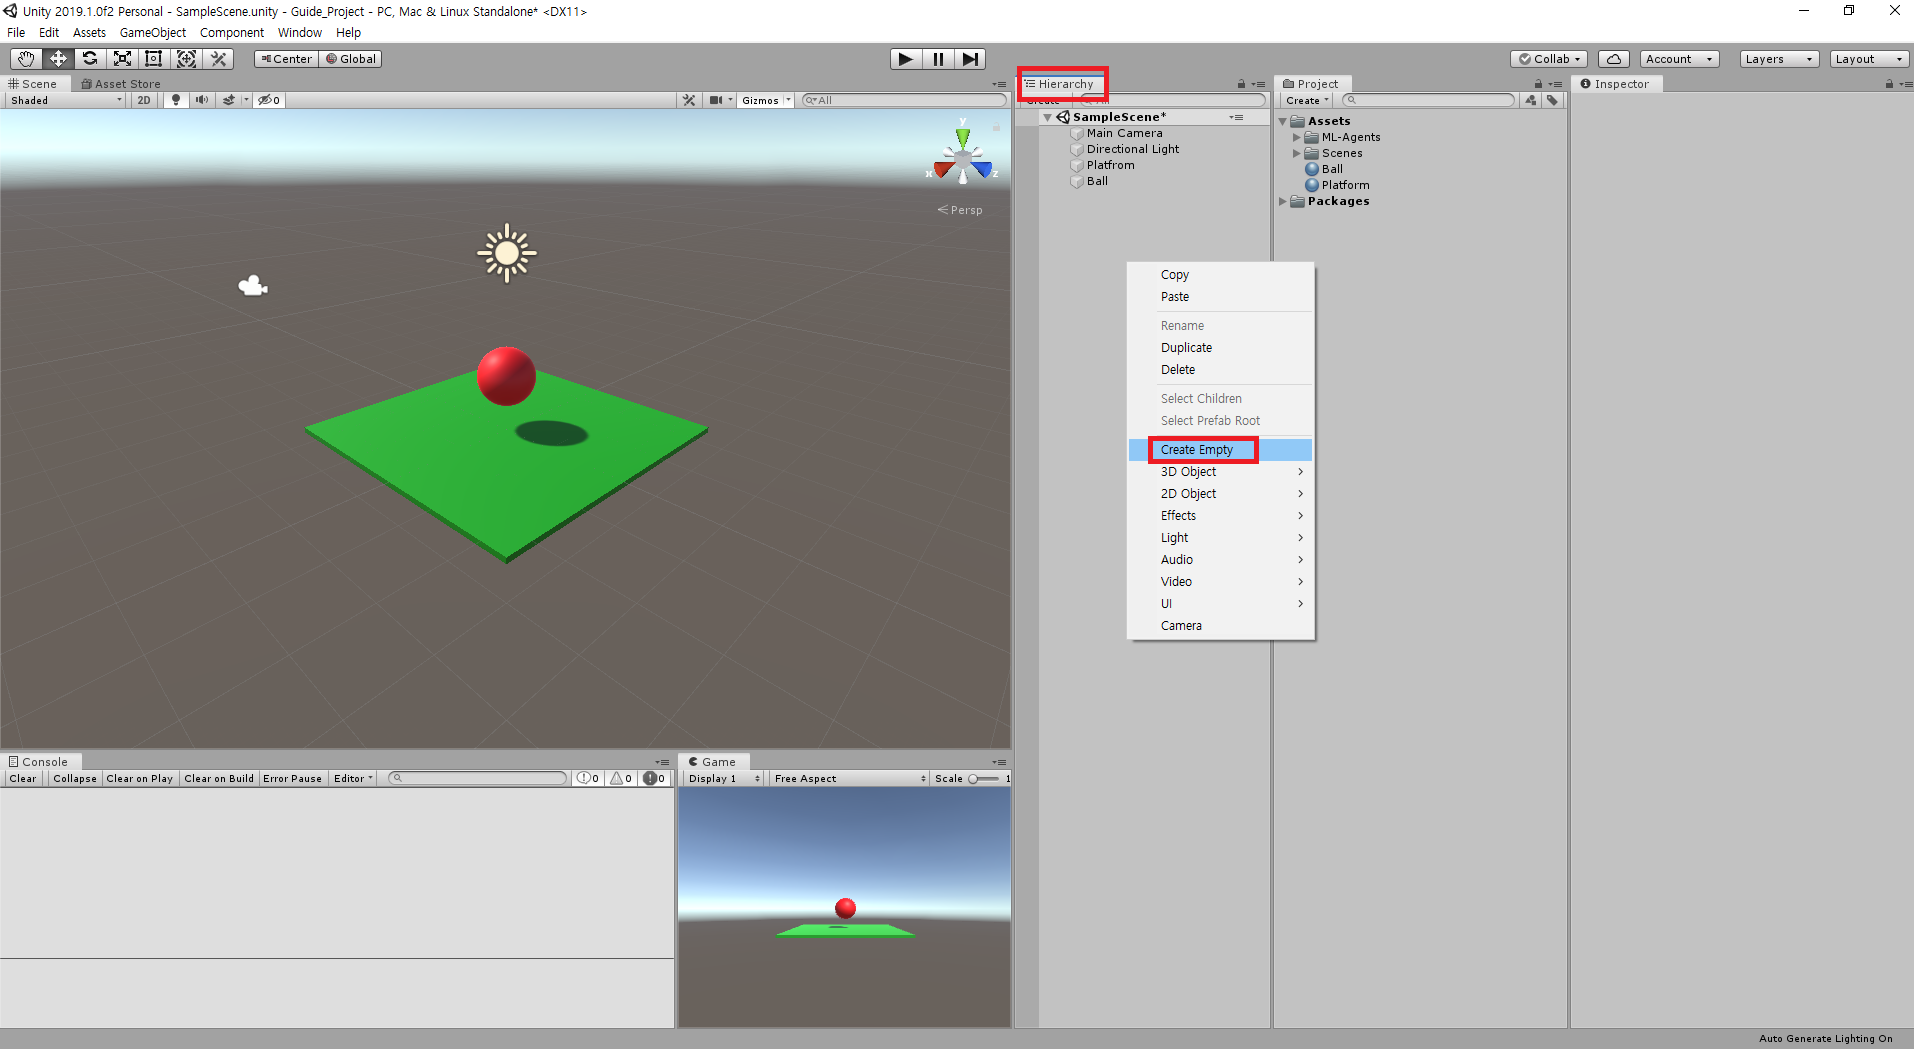 Unity 2019.1.0f2 Personal - SampleScene.unity - Guide_Project - PC, Mac & Linux Standalone* <DX11>
File Edit Assets GameObject Component Window Help
Center Global Collab Account Layers Layout
Scene Asset Store
Shaded 2D 0 Gizmos All
y
x
z
Persp
Hierarchy
Create All
SampleScene*
Main Camera
Directional Light
Platfrom
Ball
Project
Create
Assets
ML-Agents
Scenes
Ball
Platform
Packages
Inspector
Copy
Paste
Rename
Duplicate
Delete
Select Children
Select Prefab Root
Create Empty
3D Object
2D Object
Effects
Light
Audio
Video
UI
Camera
Console
Clear Collapse Clear on Play Clear on Build Error Pause Editor 0 0 0
Game
Display 1 Free Aspect Scale 1
Auto Generate Lighting On